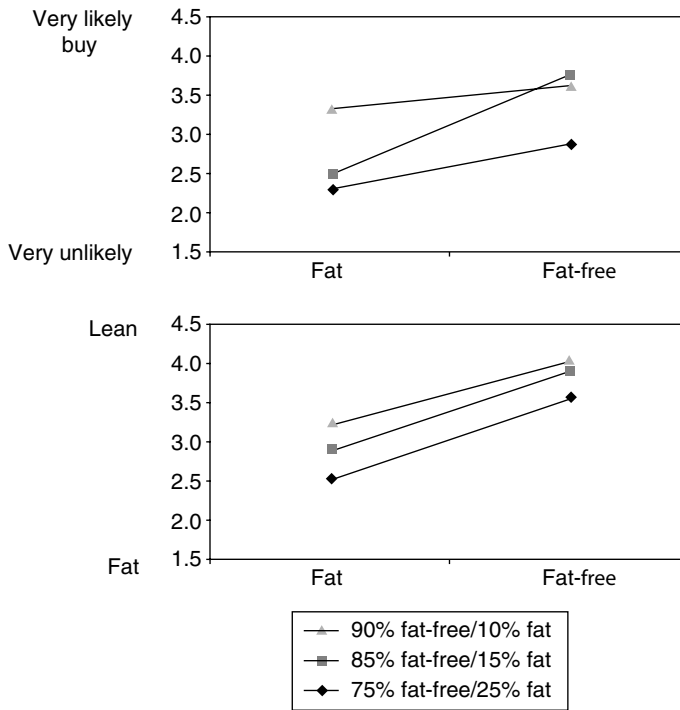 Very likely
buy
4.5
4.0
3.5
3.0
2.5
2.0
1.5
Very unlikely
Fat
Fat-free
Lean
4.5
4.0
3.5
3.0
2.5
2.0
1.5
Fat
Fat
Fat-free
90% fat-free/10% fat
85% fat-free/15% fat
75% fat-free/25% fat